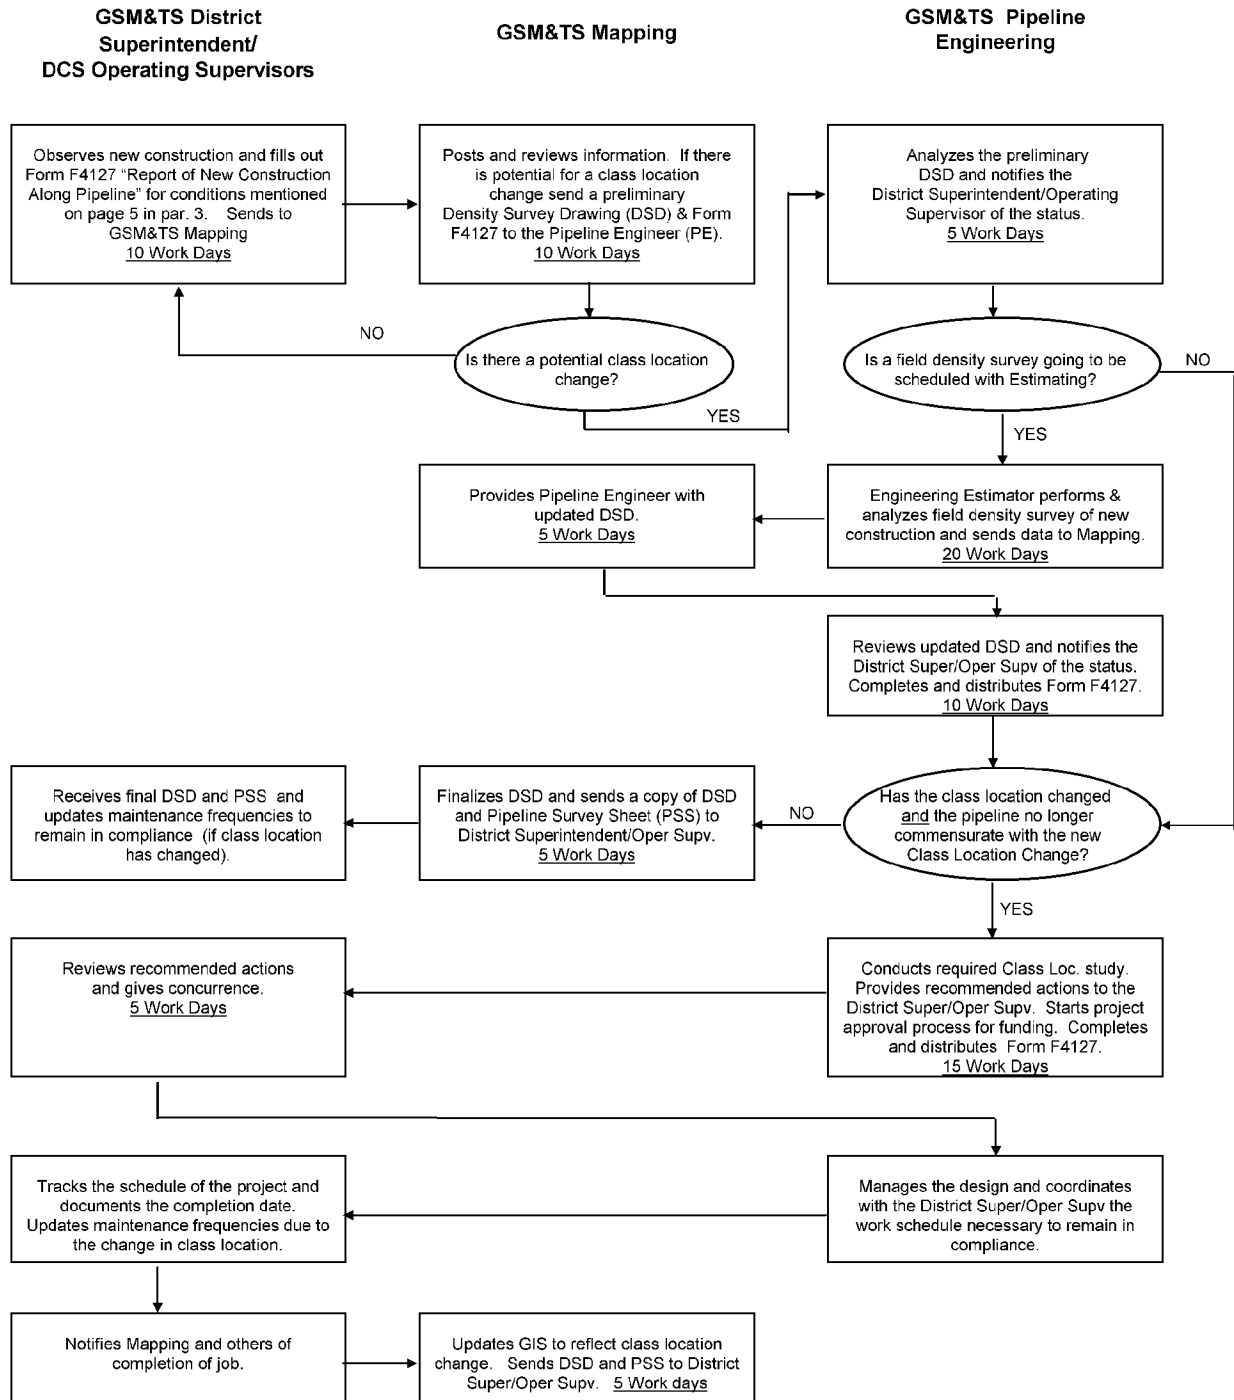 GSM&TS District
Superintendent/
DCS Operating Supervisors
GSM&TS Mapping
GSM&TS Pipeline
Engineering
Observes new construction and fills out
Form F4127 “Report of New Construction
Along Pipeline” for conditions mentioned
on page 5 in par. 3. Sends to
GSM&TS Mapping
10 Work Days
Posts and reviews information. If there
is potential for a class location
change send a preliminary
Density Survey Drawing (DSD) & Form
F4127 to the Pipeline Engineer (PE).
10 Work Days
Analyzes the preliminary
DSD and notifies the
District Superintendent/Operating
Supervisor of the status.
5 Work Days
NO
Is there a potential class location
change?
YES
Is a field density survey going to be
scheduled with Estimating?
NO
YES
Provides Pipeline Engineer with
updated DSD.
5 Work Days
Engineering Estimator performs &
analyzes field density survey of new
construction and sends data to Mapping.
20 Work Days
Reviews updated DSD and notifies the
District Super/Oper Supv of the status.
Completes and distributes Form F4127.
10 Work Days
Receives final DSD and PSS and
updates maintenance frequencies to
remain in compliance (if class location
has changed).
Finalizes DSD and sends a copy of DSD
and Pipeline Survey Sheet (PSS) to
District Superintendent/Oper Supv.
5 Work Days
NO
Has the class location changed
and the pipeline no longer
commensurate with the new
Class Location Change?
YES
Reviews recommended actions
and gives concurrence.
5 Work Days
Conducts required Class Loc. study.
Provides recommended actions to the
District Super/Oper Supv. Starts project
approval process for funding. Completes
and distributes Form F4127.
15 Work Days
Tracks the schedule of the project and
documents the completion date.
Updates maintenance frequencies due to
the change in class location.
Manages the design and coordinates
with the District Super/Oper Supv the
work schedule necessary to remain in
compliance.
Notifies Mapping and others of
completion of job.
Updates GIS to reflect class location
change. Sends DSD and PSS to District
Super/Oper Supv. 5 Work days